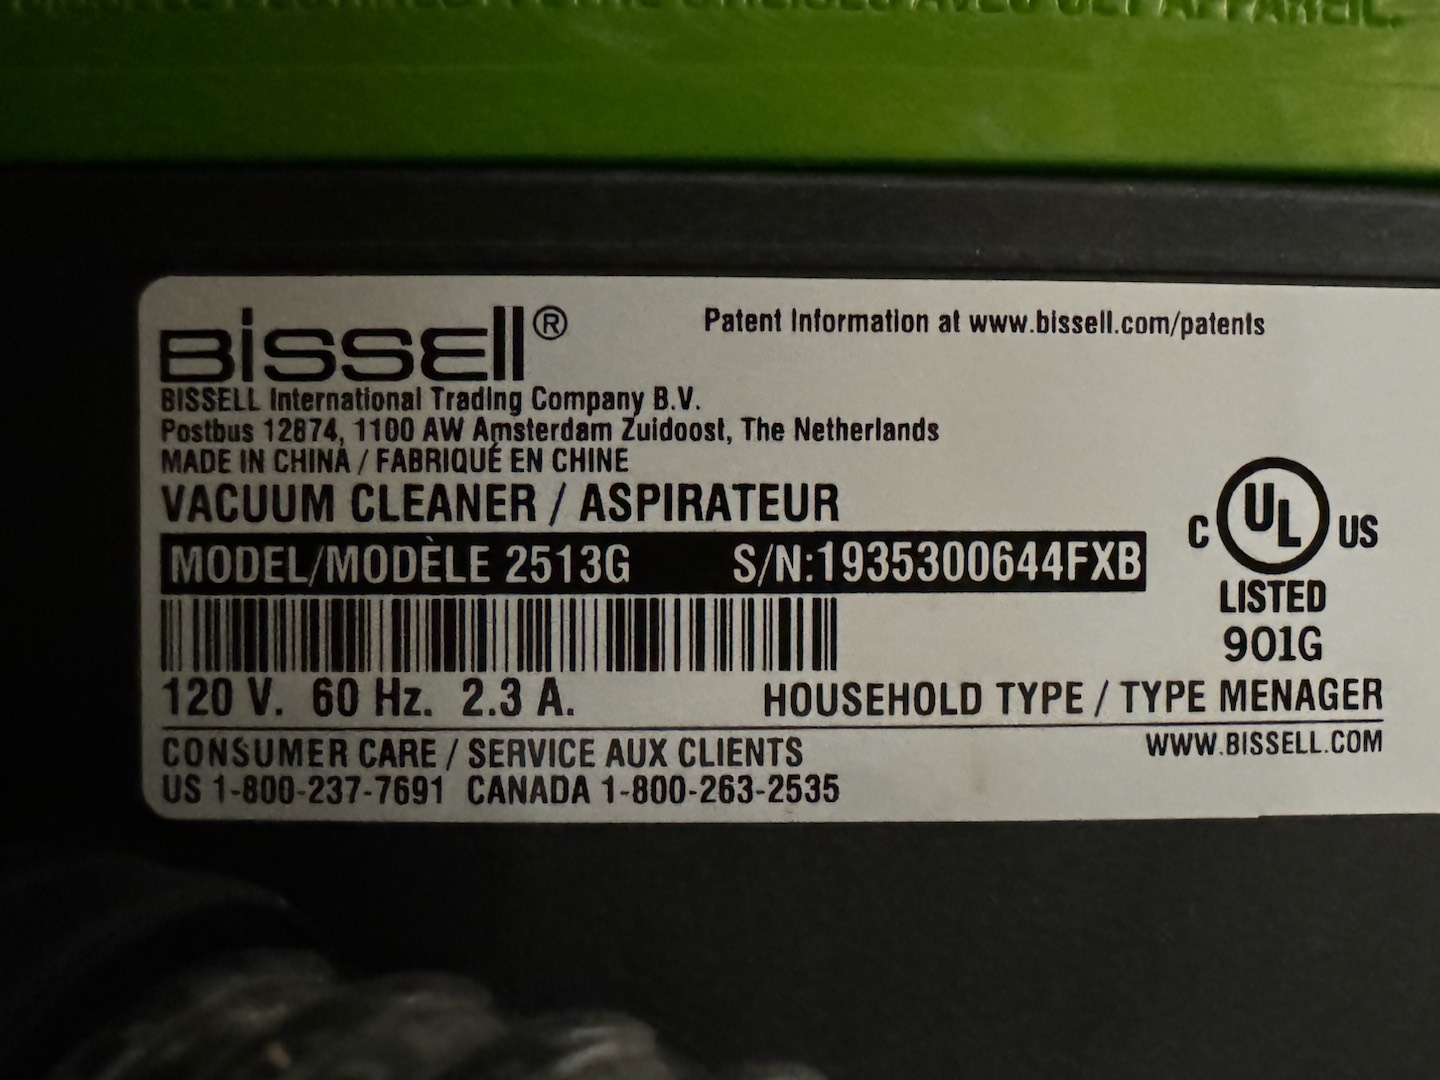 AVEC CET APPAREIL.
BISSELL®
Patent Information at www.bissell.com/patents
BISSELL International Trading Company B.V.
Postbus 12874, 1100 AW Amsterdam Zuidoost, The Netherlands
MADE IN CHINA / FABRIQUÉ EN CHINE
VACUUM CLEANER / ASPIRATEUR
MODEL/MODÈLE 2513G S/N:1935300644FXB
C UL US
LISTED
901G
120 V. 60 Hz. 2.3 A.
HOUSEHOLD TYPE / TYPE MENAGER
CONSUMER CARE / SERVICE AUX CLIENTS
WWW.BISSELL.COM
US 1-800-237-7691 CANADA 1-800-263-2535